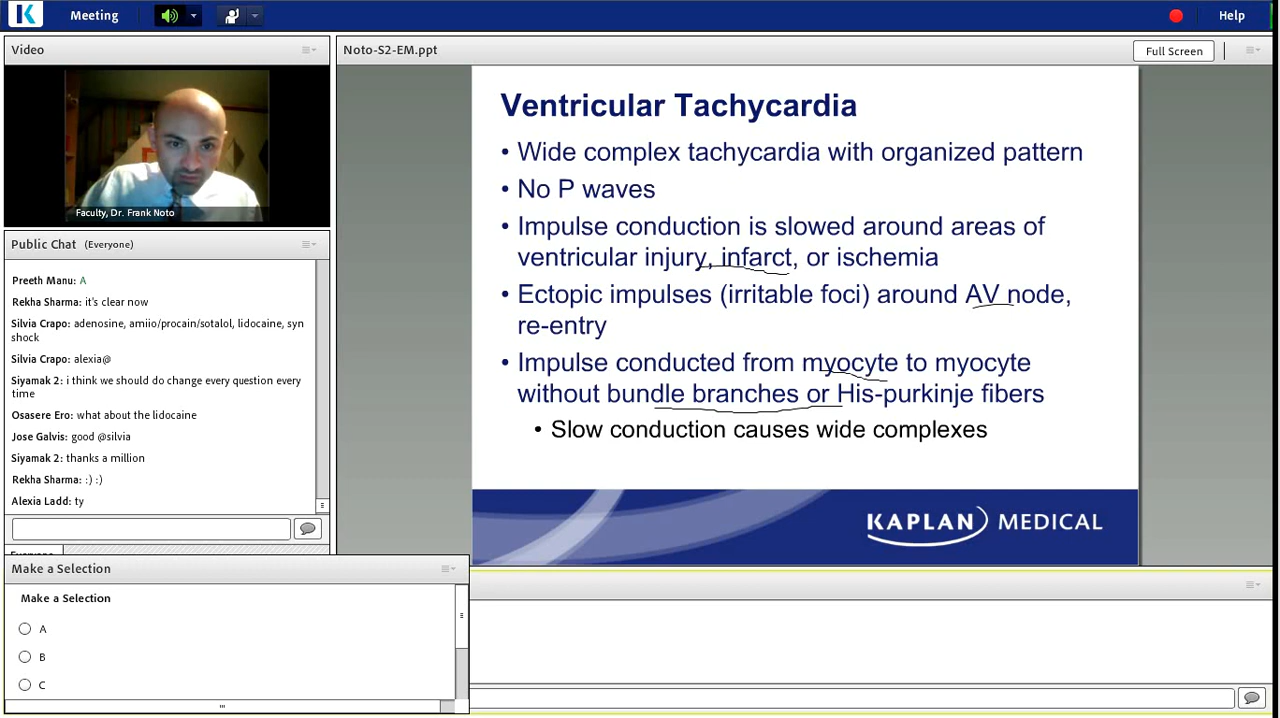 Meeting
Help
Video
Faculty, Dr. Frank Noto
Public Chat (Everyone)
Preeth Manu: A
Rekha Sharma: it's clear now
Silvia Crapo: adenosine, amiio/procain/sotalol, lidocaine, syn
shock
Silvia Crapo: alexia@
Siyamak 2: i think we should do change every question every
time
Osasere Ero: what about the lidocaine
Jose Galvis: good @silvia
Siyamak 2: thanks a million
Rekha Sharma: :) :)
Alexia Ladd: ty
Make a Selection
Make a Selection
A
B
C
Noto-S2-EM.ppt
Full Screen
Ventricular Tachycardia
• Wide complex tachycardia with organized pattern
• No P waves
• Impulse conduction is slowed around areas of
ventricular injury, infarct, or ischemia
• Ectopic impulses (irritable foci) around AV node,
re-entry
• Impulse conducted from myocyte to myocyte
without bundle branches or His-purkinje fibers
• Slow conduction causes wide complexes
KAPLAN MEDICAL